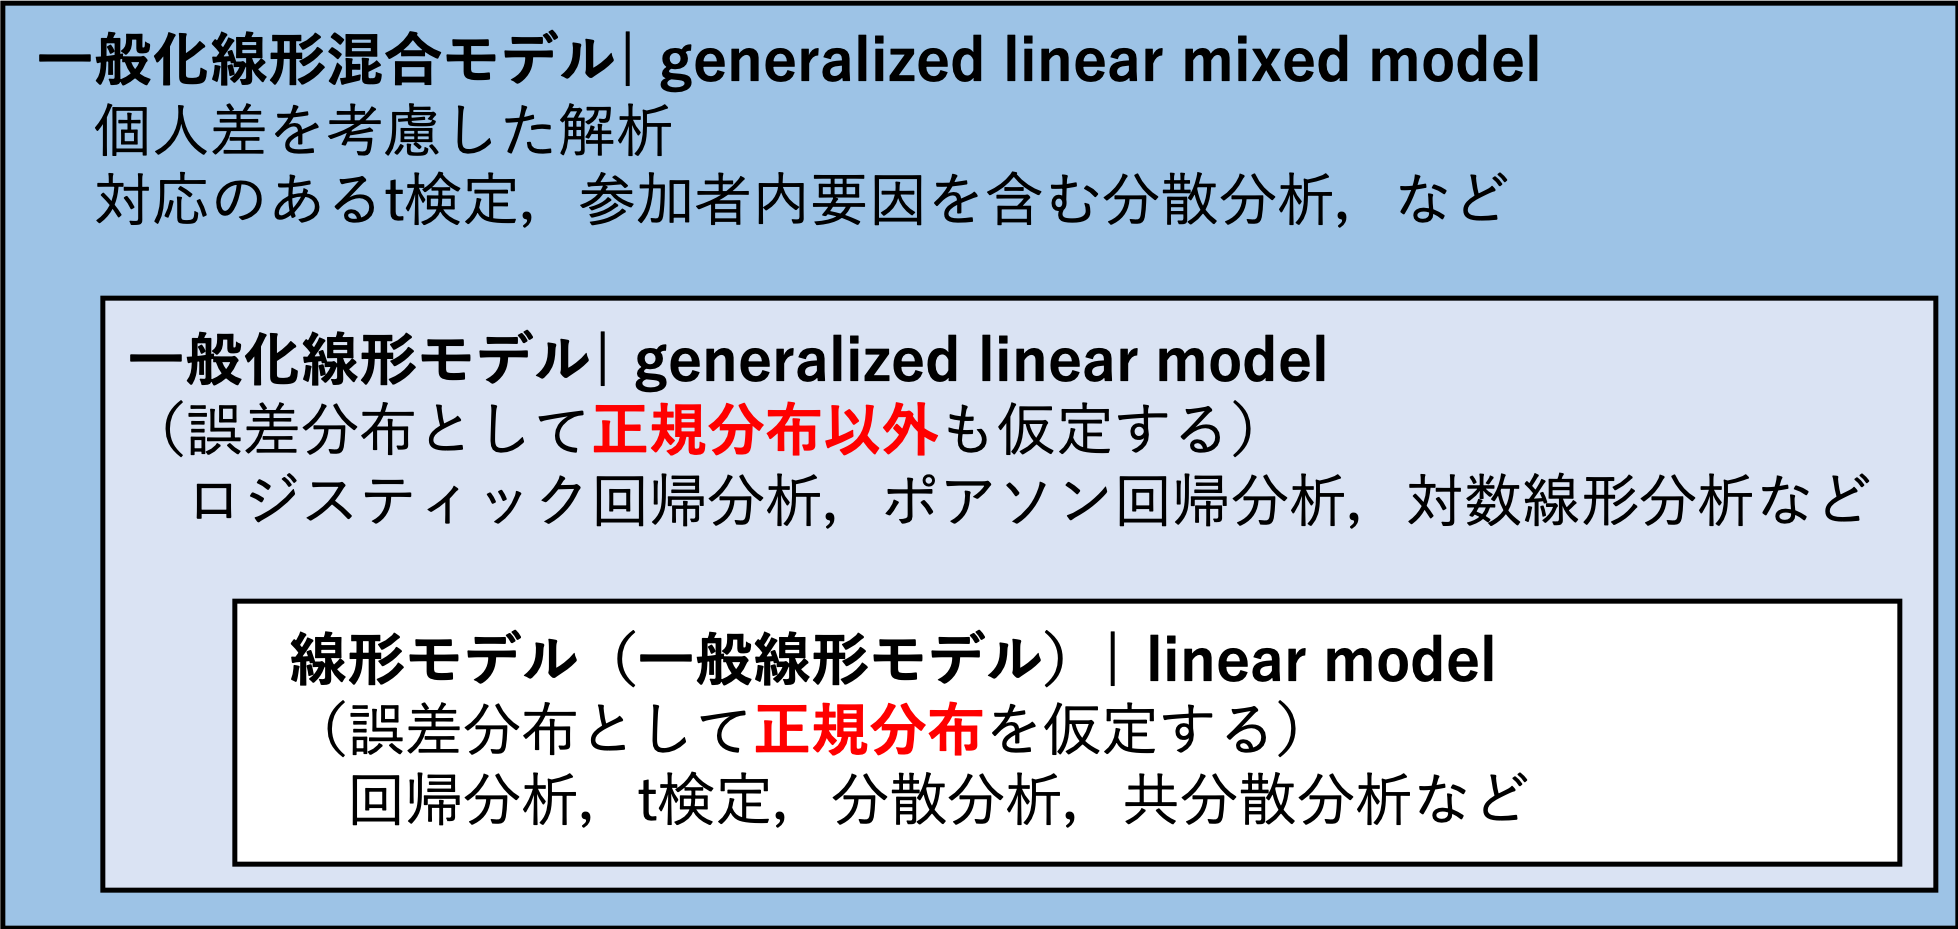 一般化線形混合モデル| generalized linear mixed model
個人差を考慮した解析
対応のあるt検定，参加者内要因を含む分散分析，など
一般化線形モデル| generalized linear model
（誤差分布として正規分布以外も仮定する）
ロジスティック回帰分析，ポアソン回帰分析，対数線形分析など
線形モデル（一般線形モデル）| linear model
（誤差分布として正規分布を仮定する）
回帰分析，t検定，分散分析，共分散分析など